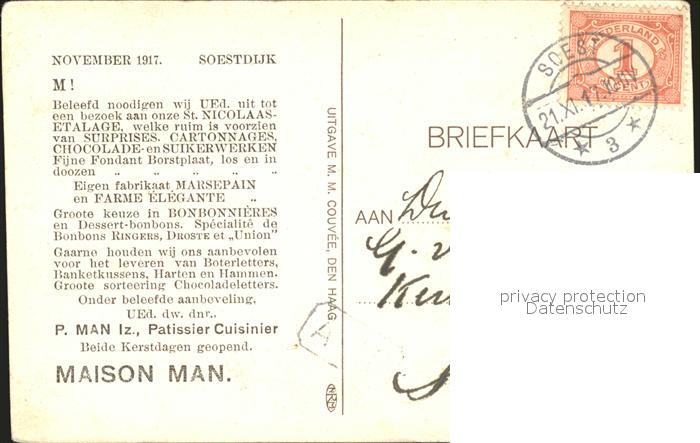 NOVEMBER 1917. SOESTDIJK
M!
Beleefd noodigen wij UEd. uit tot
een bezoek aan onze St. NICOLAAS-
ETALAGE, welke ruim is voorzien
van SURPRISES. CARTONNAGES,
CHOCOLADE- en SUIKERWERKEN
Fijne Fondant Borstplaat, los en in
doozen „ „ „ „ „
Eigen fabrikaat MARSEPAIN
en FARME ÉLÉGANTE „
Groote keuze in BONBONNIÈRES
en Dessert-bonbons. Spécialité de
Bonbons RINGERS, DROSTE et „Union"
Gaarne houden wij ons aanbevolen
voor het leveren van Boterletters,
Banketkussens, Harten en Hammen.
Groote sorteering Chocoladeletters.
Onder beleefde aanbeveling,
UEd. dw. dnr.,
P. MAN Iz., Patissier Cuisinier
Beide Kerstdagen geopend.
MAISON MAN.
UITGAVE M. M. COUVÉE, DEN HAAG
A
NEDERLAND
1
CENT
SOEST
21.XI.17
3
BRIEFKAART
AAN
G. v
privacy protection
Datenschutz